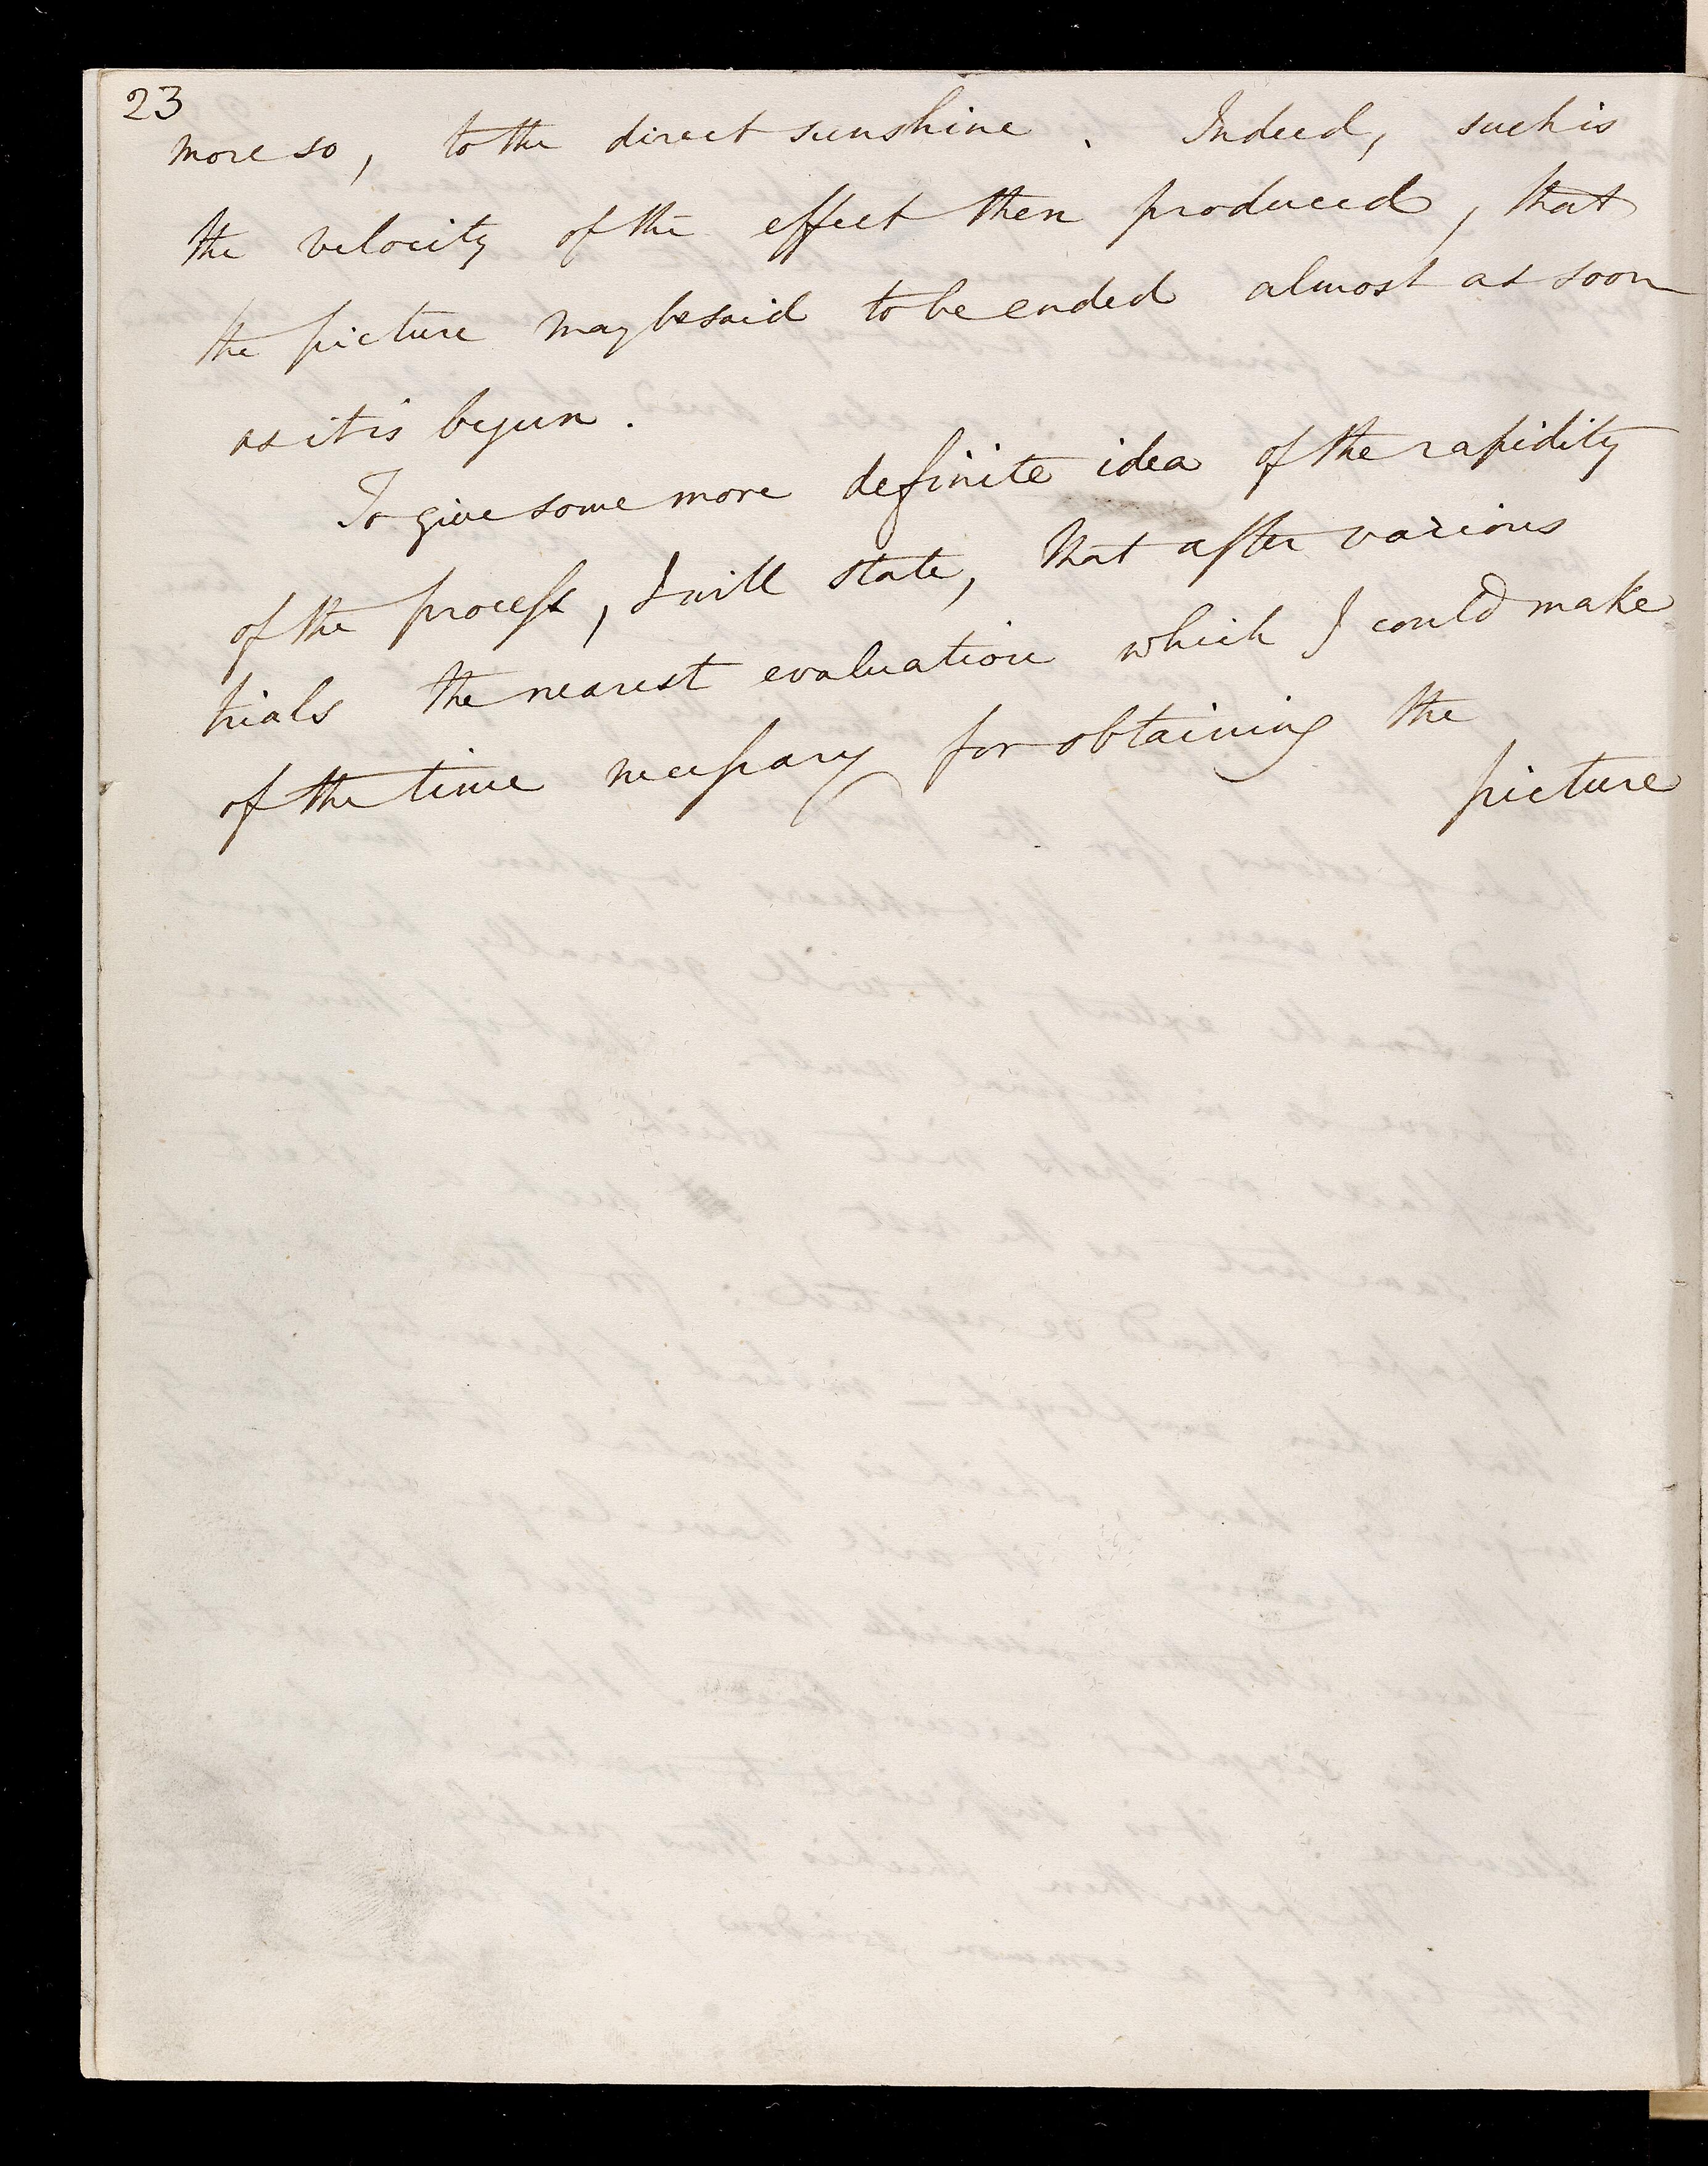 23
more so, to the direct sunshine. Indeed, such is
the velocity of the effect then produced, that
the picture may be said to be ended almost as soon
as it is begun.
To give some more definite idea of the rapidity
of the process, I will state, that after various
trials the nearest evaluation which I could make
of the time necessary for obtaining the
picture